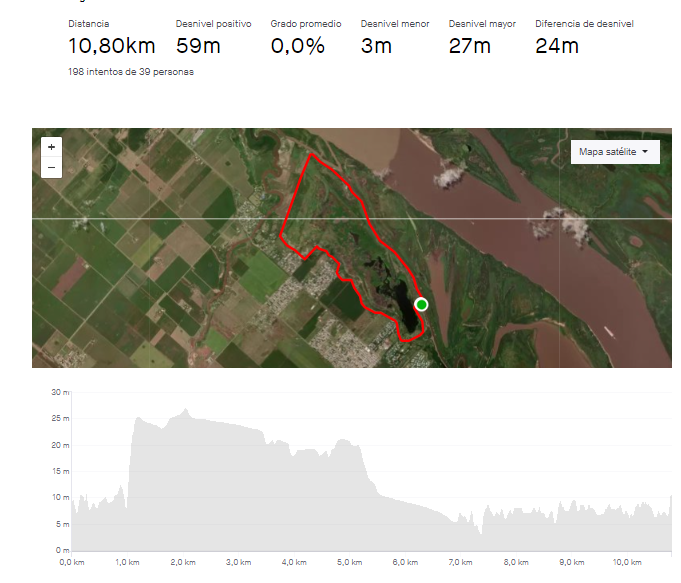 Distancia Desnivel positivo Grado promedio Desnivel menor Desnivel mayor Diferencia de desnivel
10,80km 59m 0,0% 3m 27m 24m
198 intentos de 39 personas
+
−
Mapa satélite
30 m
25 m
20 m
15 m
10 m
5 m
0 m
0,0 km 1,0 km 2,0 km 3,0 km 4,0 km 5,0 km 6,0 km 7,0 km 8,0 km 9,0 km 10,0 km